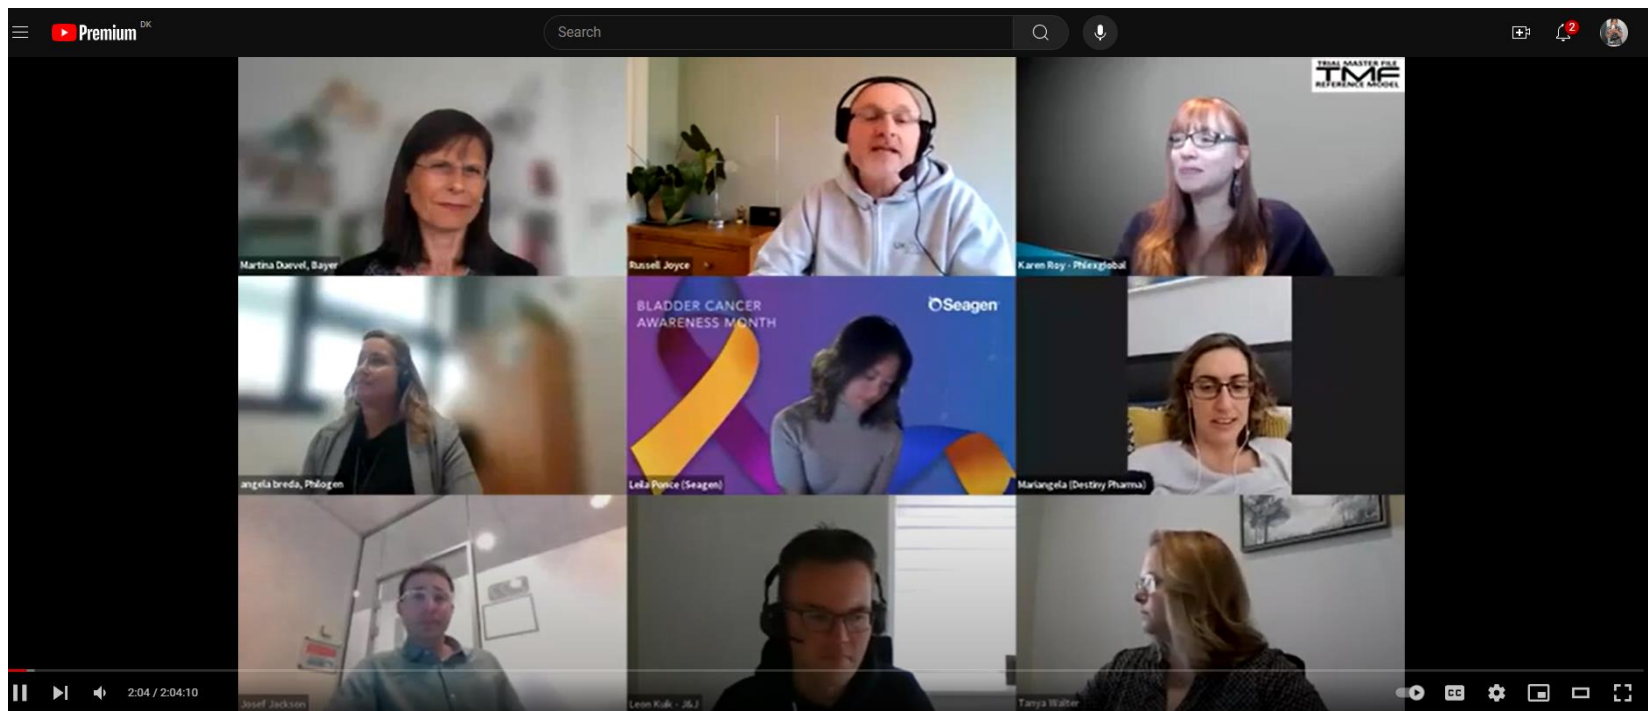 Premium DK
Search
2
TRIAL MASTER FILE
TMF
REFERENCE MODEL
Martina Duevel, Bayer
Russell Joyce
Karen Roy - Phlexglobal
BLADDER CANCER
AWARENESS MONTH
Seagen
angela breda, Philogen
Leila Ponce (Seagen)
Mariangela (Destiny Pharma)
Josef Jackson
Leon Kuik - J&J
Tanya Walter
2:04 / 2:04:10
CC